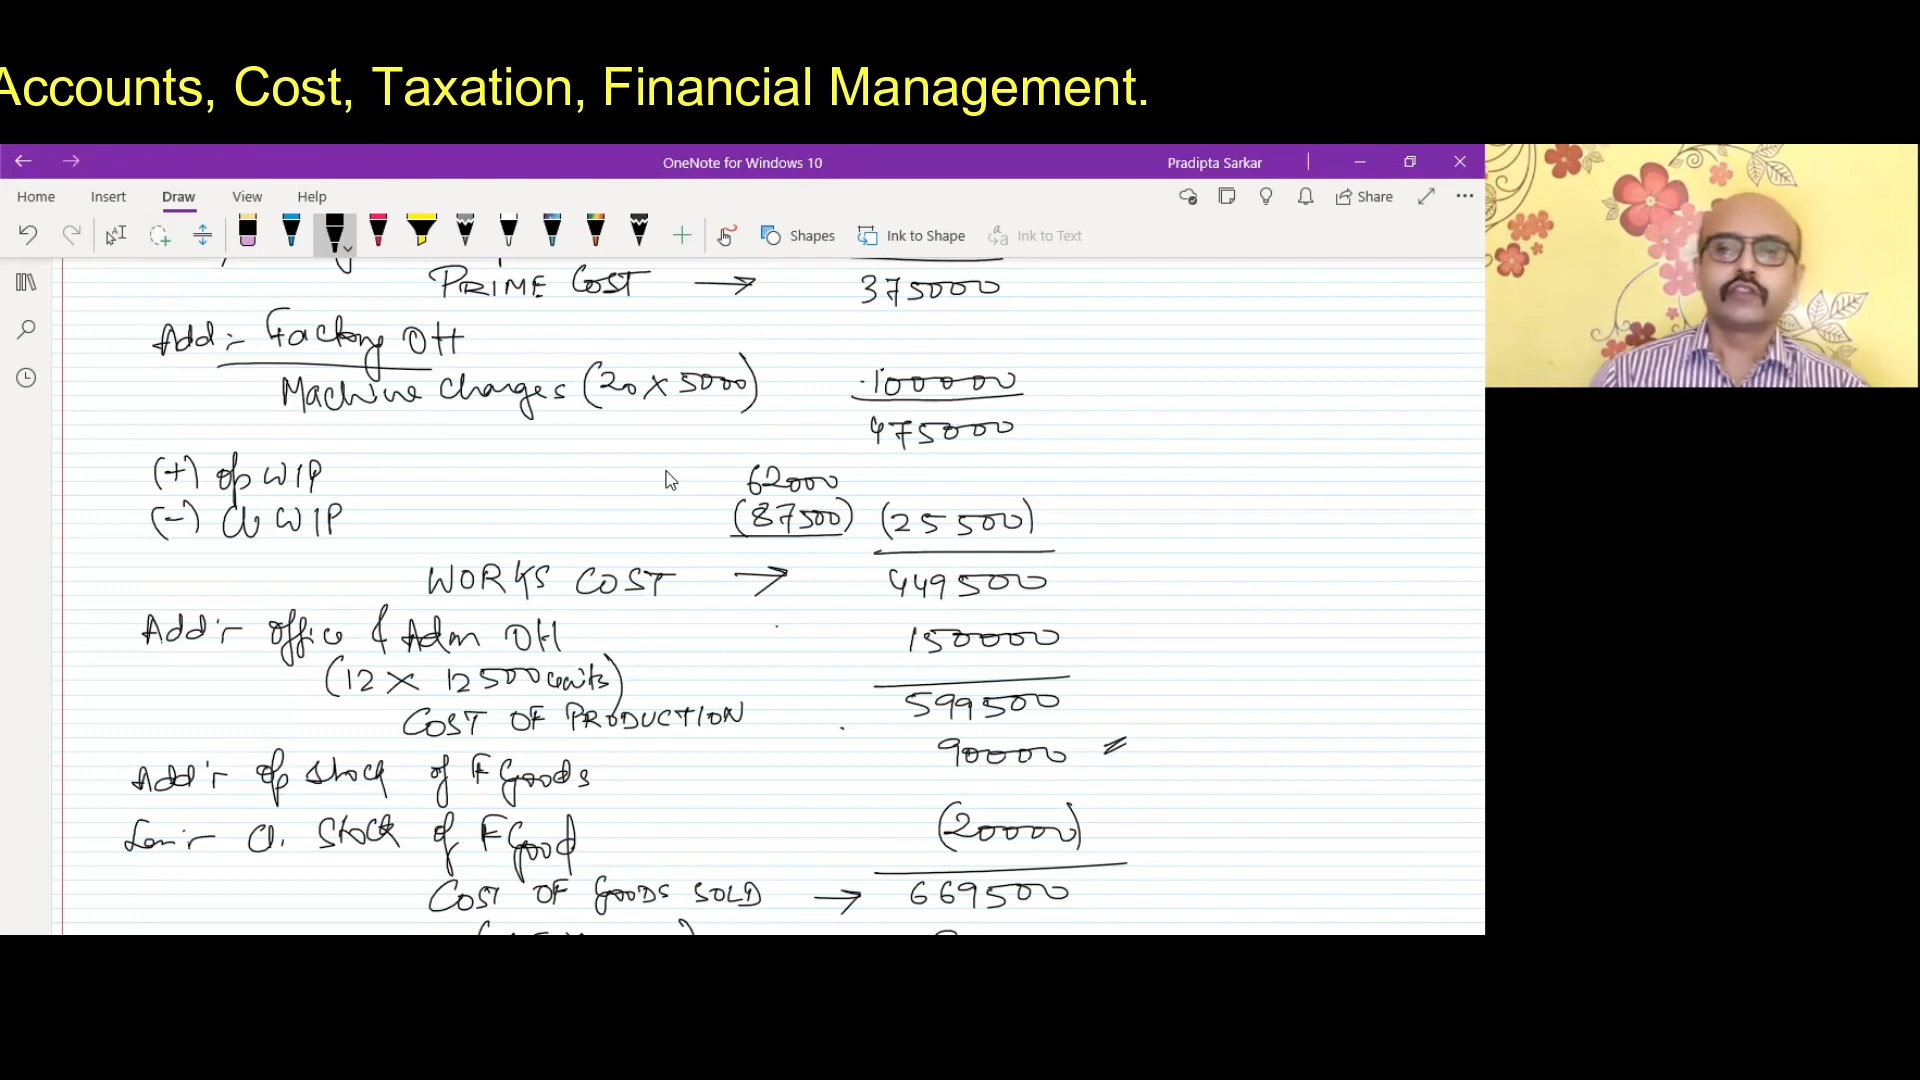 Accounts, Cost, Taxation, Financial Management.
OneNote for Windows 10
Pradipta Sarkar
Home Insert Draw View Help
Share
Shapes Ink to Shape Ink to Text
PRIME COST → 375000
Add:- Factory OH
Machine Charges (20 × 5000) 100000
475000
(+) Op WIP 62000
(-) Cl WIP (87500) (25500)
WORKS COST → 449500
Add:- Office & Adm OH 150000
(12 × 12500 units)
599500
COST OF PRODUCTION
90000
Add:- Op Stock of F Goods
Less:- Cl. Stock of F Good (20000)
COST OF GOODS SOLD → 669500